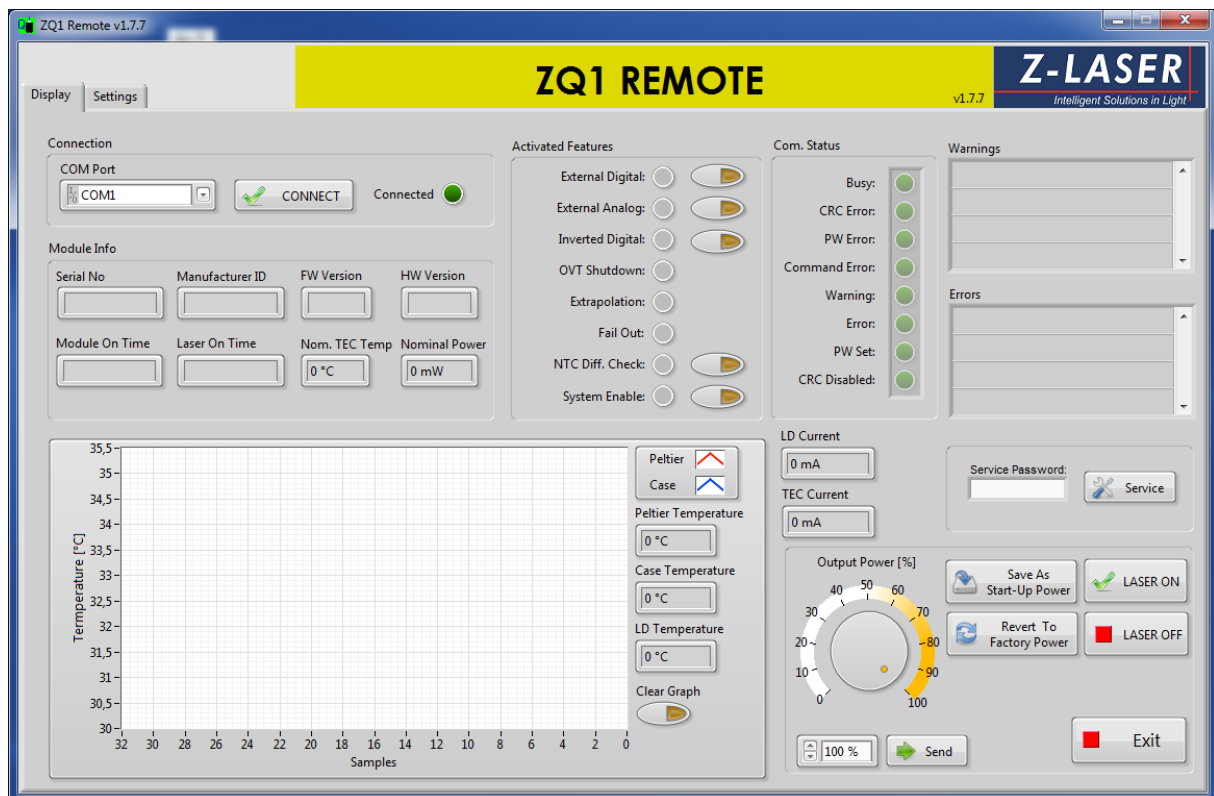 ZQ1 Remote v1.7.7
Display
Settings
ZQ1 REMOTE
v1.7.7
Z-LASER
Intelligent Solutions in Light
Connection
COM Port
COM1
CONNECT
Connected
Module Info
Serial No
Manufacturer ID
FW Version
HW Version
Module On Time
Laser On Time
Nom. TEC Temp
Nominal Power
0 °C
0 mW
Activated Features
External Digital:
External Analog:
Inverted Digital:
OVT Shutdown:
Extrapolation:
Fail Out:
NTC Diff. Check:
System Enable:
Com. Status
Busy:
CRC Error:
PW Error:
Command Error:
Warning:
Error:
PW Set:
CRC Disabled:
Warnings
Errors
Termperature [°C]
35,5
35
34,5
34
33,5
33
32,5
32
31,5
31
30,5
30
32 30 28 26 24 22 20 18 16 14 12 10 8 6 4 2 0
Samples
Peltier
Case
Peltier Temperature
0 °C
Case Temperature
0 °C
LD Temperature
0 °C
Clear Graph
LD Current
0 mA
TEC Current
0 mA
Service Password:
Service
Output Power [%]
0
10
20
30
40
50
60
70
80
90
100
100 %
Send
Save As
Start-Up Power
LASER ON
Revert To
Factory Power
LASER OFF
Exit